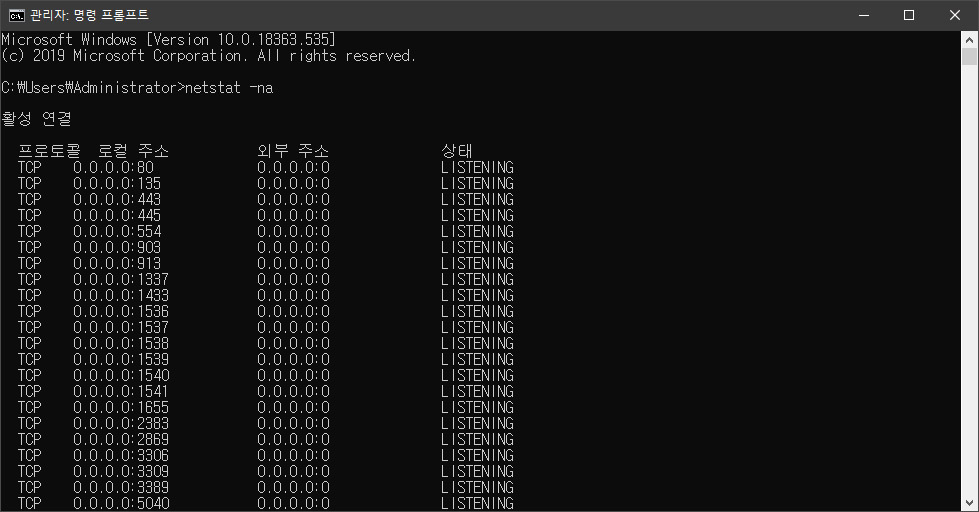 관리자: 명령 프롬프트
Microsoft Windows [Version 10.0.18363.535]
(c) 2019 Microsoft Corporation. All rights reserved.
C:₩Users₩Administrator>netstat -na
활성 연결
프로토콜 로컬 주소 외부 주소 상태
TCP 0.0.0.0:80 0.0.0.0:0 LISTENING
TCP 0.0.0.0:135 0.0.0.0:0 LISTENING
TCP 0.0.0.0:443 0.0.0.0:0 LISTENING
TCP 0.0.0.0:445 0.0.0.0:0 LISTENING
TCP 0.0.0.0:554 0.0.0.0:0 LISTENING
TCP 0.0.0.0:903 0.0.0.0:0 LISTENING
TCP 0.0.0.0:913 0.0.0.0:0 LISTENING
TCP 0.0.0.0:1337 0.0.0.0:0 LISTENING
TCP 0.0.0.0:1433 0.0.0.0:0 LISTENING
TCP 0.0.0.0:1536 0.0.0.0:0 LISTENING
TCP 0.0.0.0:1537 0.0.0.0:0 LISTENING
TCP 0.0.0.0:1538 0.0.0.0:0 LISTENING
TCP 0.0.0.0:1539 0.0.0.0:0 LISTENING
TCP 0.0.0.0:1540 0.0.0.0:0 LISTENING
TCP 0.0.0.0:1541 0.0.0.0:0 LISTENING
TCP 0.0.0.0:1655 0.0.0.0:0 LISTENING
TCP 0.0.0.0:2383 0.0.0.0:0 LISTENING
TCP 0.0.0.0:2869 0.0.0.0:0 LISTENING
TCP 0.0.0.0:3306 0.0.0.0:0 LISTENING
TCP 0.0.0.0:3309 0.0.0.0:0 LISTENING
TCP 0.0.0.0:3389 0.0.0.0:0 LISTENING
TCP 0.0.0.0:5040 0.0.0.0:0 LISTENING